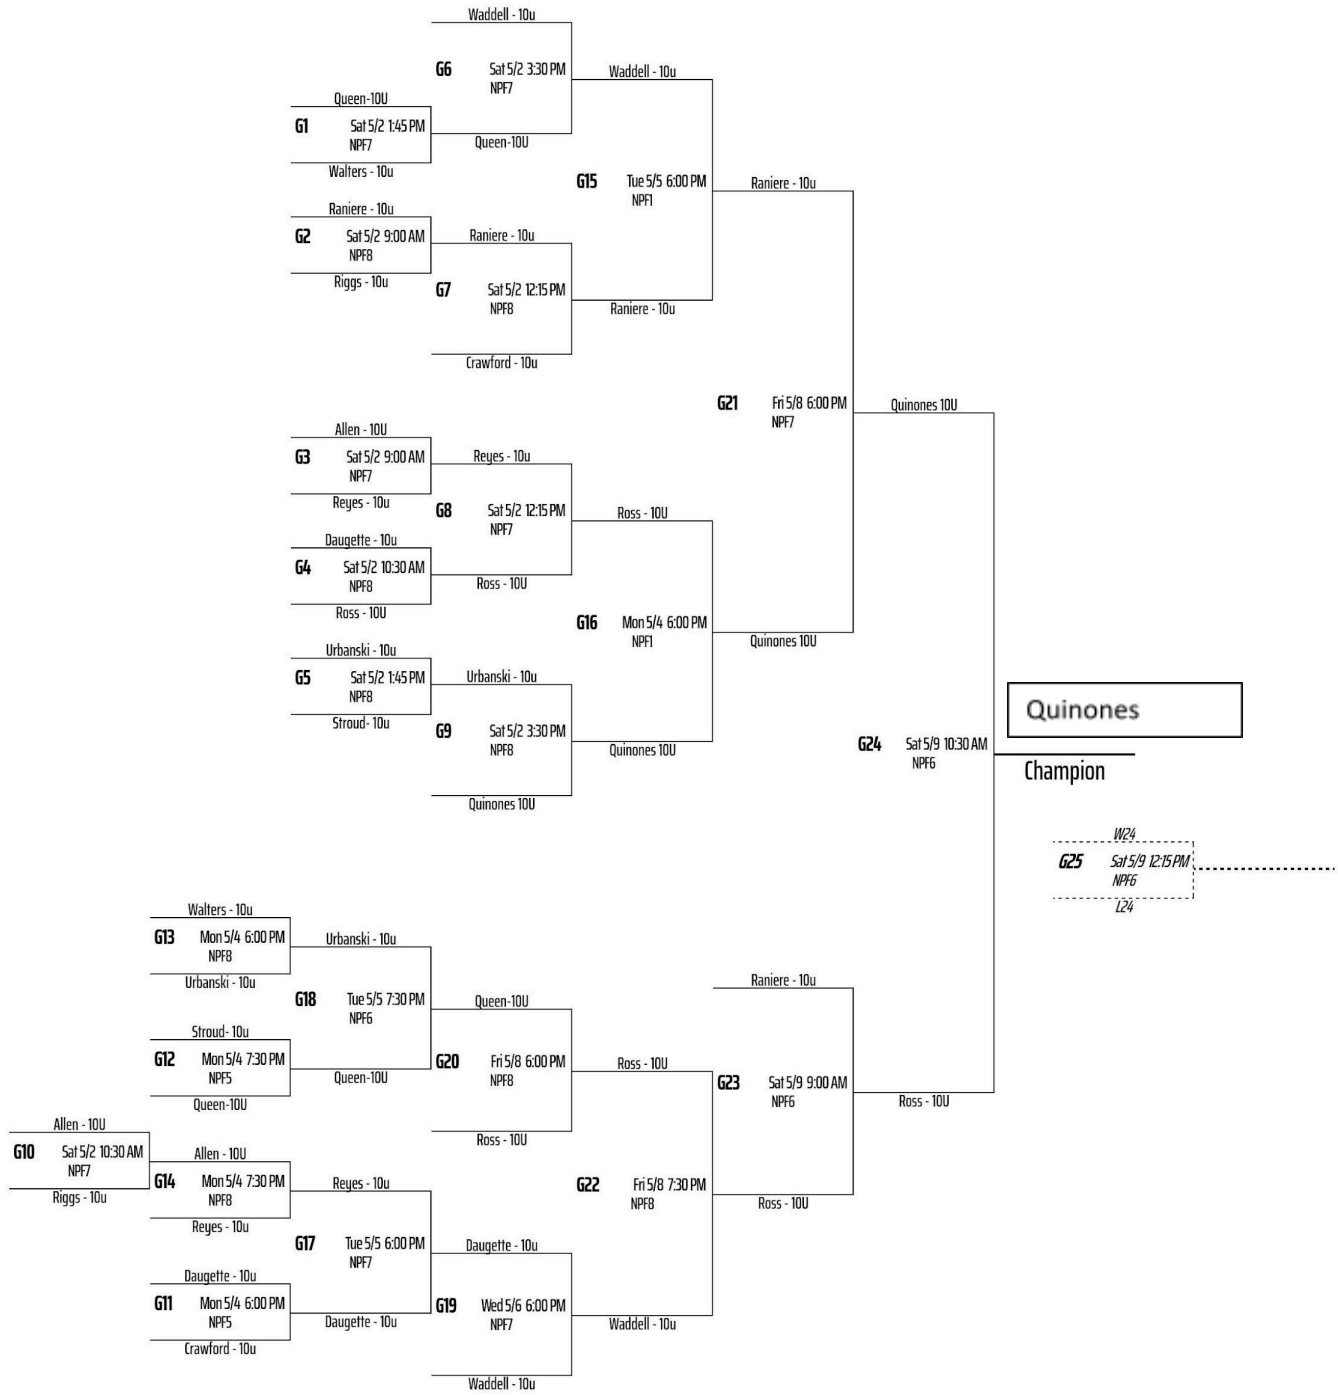 Waddell - 10u
G6 Sat 5/2 3:30 PM
NPF7
Waddell - 10u
Queen-10U
G1 Sat 5/2 1:45 PM
NPF7
Queen-10U
Walters - 10u
G15 Tue 5/5 6:00 PM
NPF1
Raniere - 10u
Raniere - 10u
G2 Sat 5/2 9:00 AM
NPF8
Raniere - 10u
Riggs - 10u
G7 Sat 5/2 12:15 PM
NPF8
Raniere - 10u
Crawford - 10u
G21 Fri 5/8 6:00 PM
NPF7
Quinones 10U
Allen - 10U
G3 Sat 5/2 9:00 AM
NPF7
Reyes - 10u
Reyes - 10u
G8 Sat 5/2 12:15 PM
NPF7
Ross - 10U
Daugette - 10u
G4 Sat 5/2 10:30 AM
NPF8
Ross - 10U
Ross - 10U
G16 Mon 5/4 6:00 PM
NPF1
Quinones 10U
Urbanski - 10u
G5 Sat 5/2 1:45 PM
NPF8
Urbanski - 10u
Stroud- 10u
G9 Sat 5/2 3:30 PM
NPF8
Quinones 10U
Quinones 10U
Quinones
G24 Sat 5/9 10:30 AM
NPF6
Champion
W24
G25 Sat 5/9 12:15 PM
NPF6
L24
Walters - 10u
G13 Mon 5/4 6:00 PM
NPF8
Urbanski - 10u
Urbanski - 10u
G18 Tue 5/5 7:30 PM
NPF6
Queen-10U
Raniere - 10u
Stroud- 10u
G12 Mon 5/4 7:30 PM
NPF5
Queen-10U
Queen-10U
G20 Fri 5/8 6:00 PM
NPF8
Ross - 10U
G23 Sat 5/9 9:00 AM
NPF6
Ross - 10U
Allen - 10U
G10 Sat 5/2 10:30 AM
NPF7
Riggs - 10u
Ross - 10U
Allen - 10U
G14 Mon 5/4 7:30 PM
NPF8
Reyes - 10u
Reyes - 10u
G22 Fri 5/8 7:30 PM
NPF8
Ross - 10U
G17 Tue 5/5 6:00 PM
NPF7
Daugette - 10u
Daugette - 10u
G11 Mon 5/4 6:00 PM
NPF5
Daugette - 10u
Crawford - 10u
G19 Wed 5/6 6:00 PM
NPF7
Waddell - 10u
Waddell - 10u